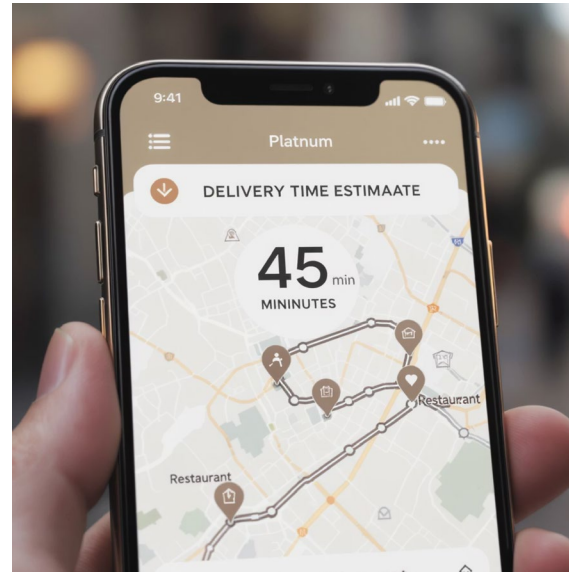 9:41
Platnum
DELIVERY TIME ESTIMAATE
45 min
MININUTES
Restaurant
Restaurant